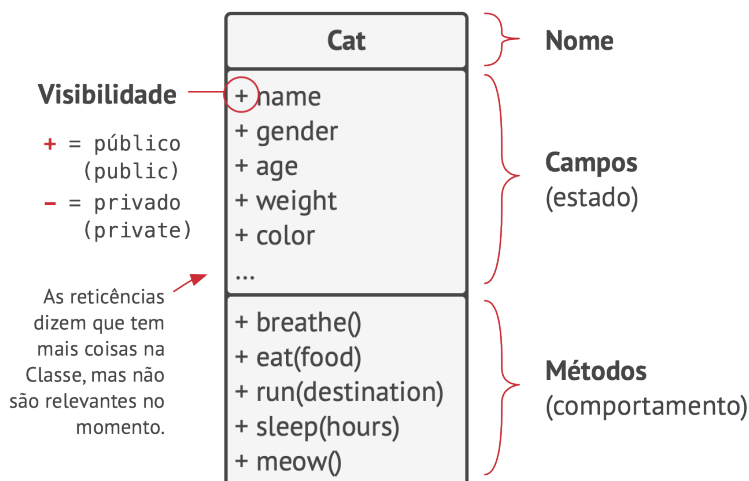 Cat
Nome
Visibilidade
+ = público
(public)
– = privado
(private)
+ name
+ gender
+ age
+ weight
+ color
...
Campos
(estado)
As reticências
dizem que tem
mais coisas na
Classe, mas não
são relevantes no
momento.
+ breathe()
+ eat(food)
+ run(destination)
+ sleep(hours)
+ meow()
Métodos
(comportamento)